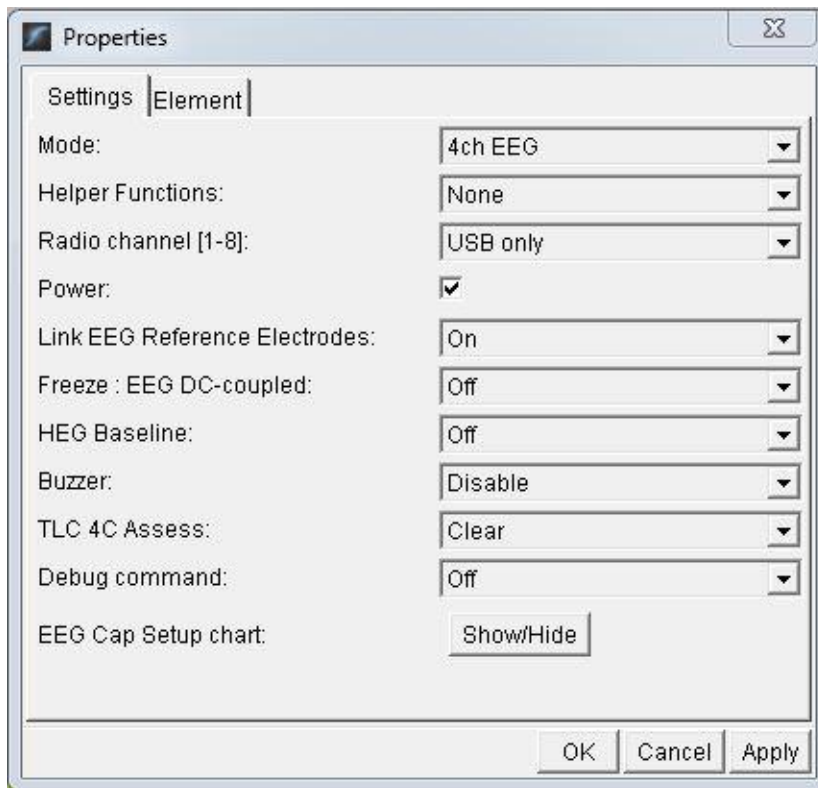 Properties
Settings Element
Mode: 4ch EEG
Helper Functions: None
Radio channel [1-8]: USB only
Power:
Link EEG Reference Electrodes: On
Freeze : EEG DC-coupled: Off
HEG Baseline: Off
Buzzer: Disable
TLC 4C Assess: Clear
Debug command: Off
EEG Cap Setup chart: Show/Hide
OK Cancel Apply